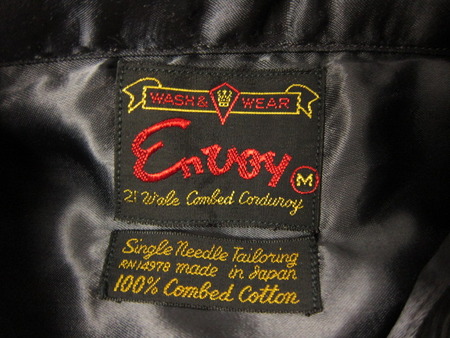 WASH & WEAR
Envoy M
21 Wale Combed Corduroy
Single Needle Tailoring
RN14978 made in Japan
100% Combed Cotton